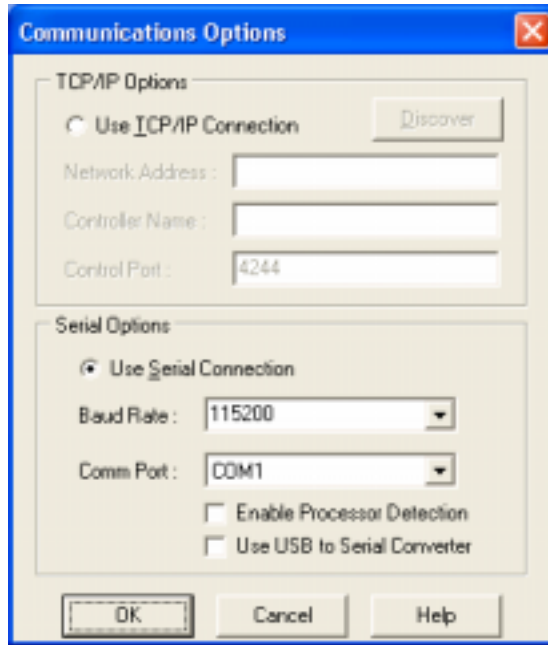 Communications Options
TCP/IP Options
Use TCP/IP Connection
Discover
Network Address :
Controller Name :
Control Port :
4244
Serial Options
Use Serial Connection
Baud Rate :
115200
Comm Port :
COM1
Enable Processor Detection
Use USB to Serial Converter
OK
Cancel
Help